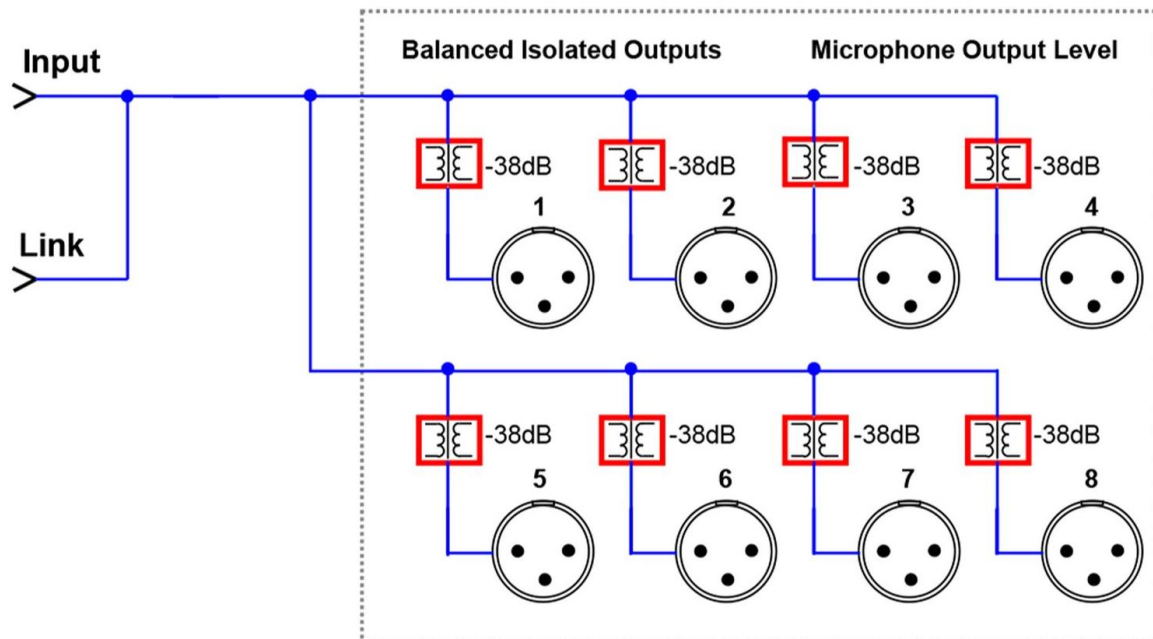 Balanced Isolated Outputs Microphone Output Level
Input
-38dB -38dB -38dB -38dB
1 2 3 4
Link
-38dB -38dB -38dB -38dB
5 6 7 8